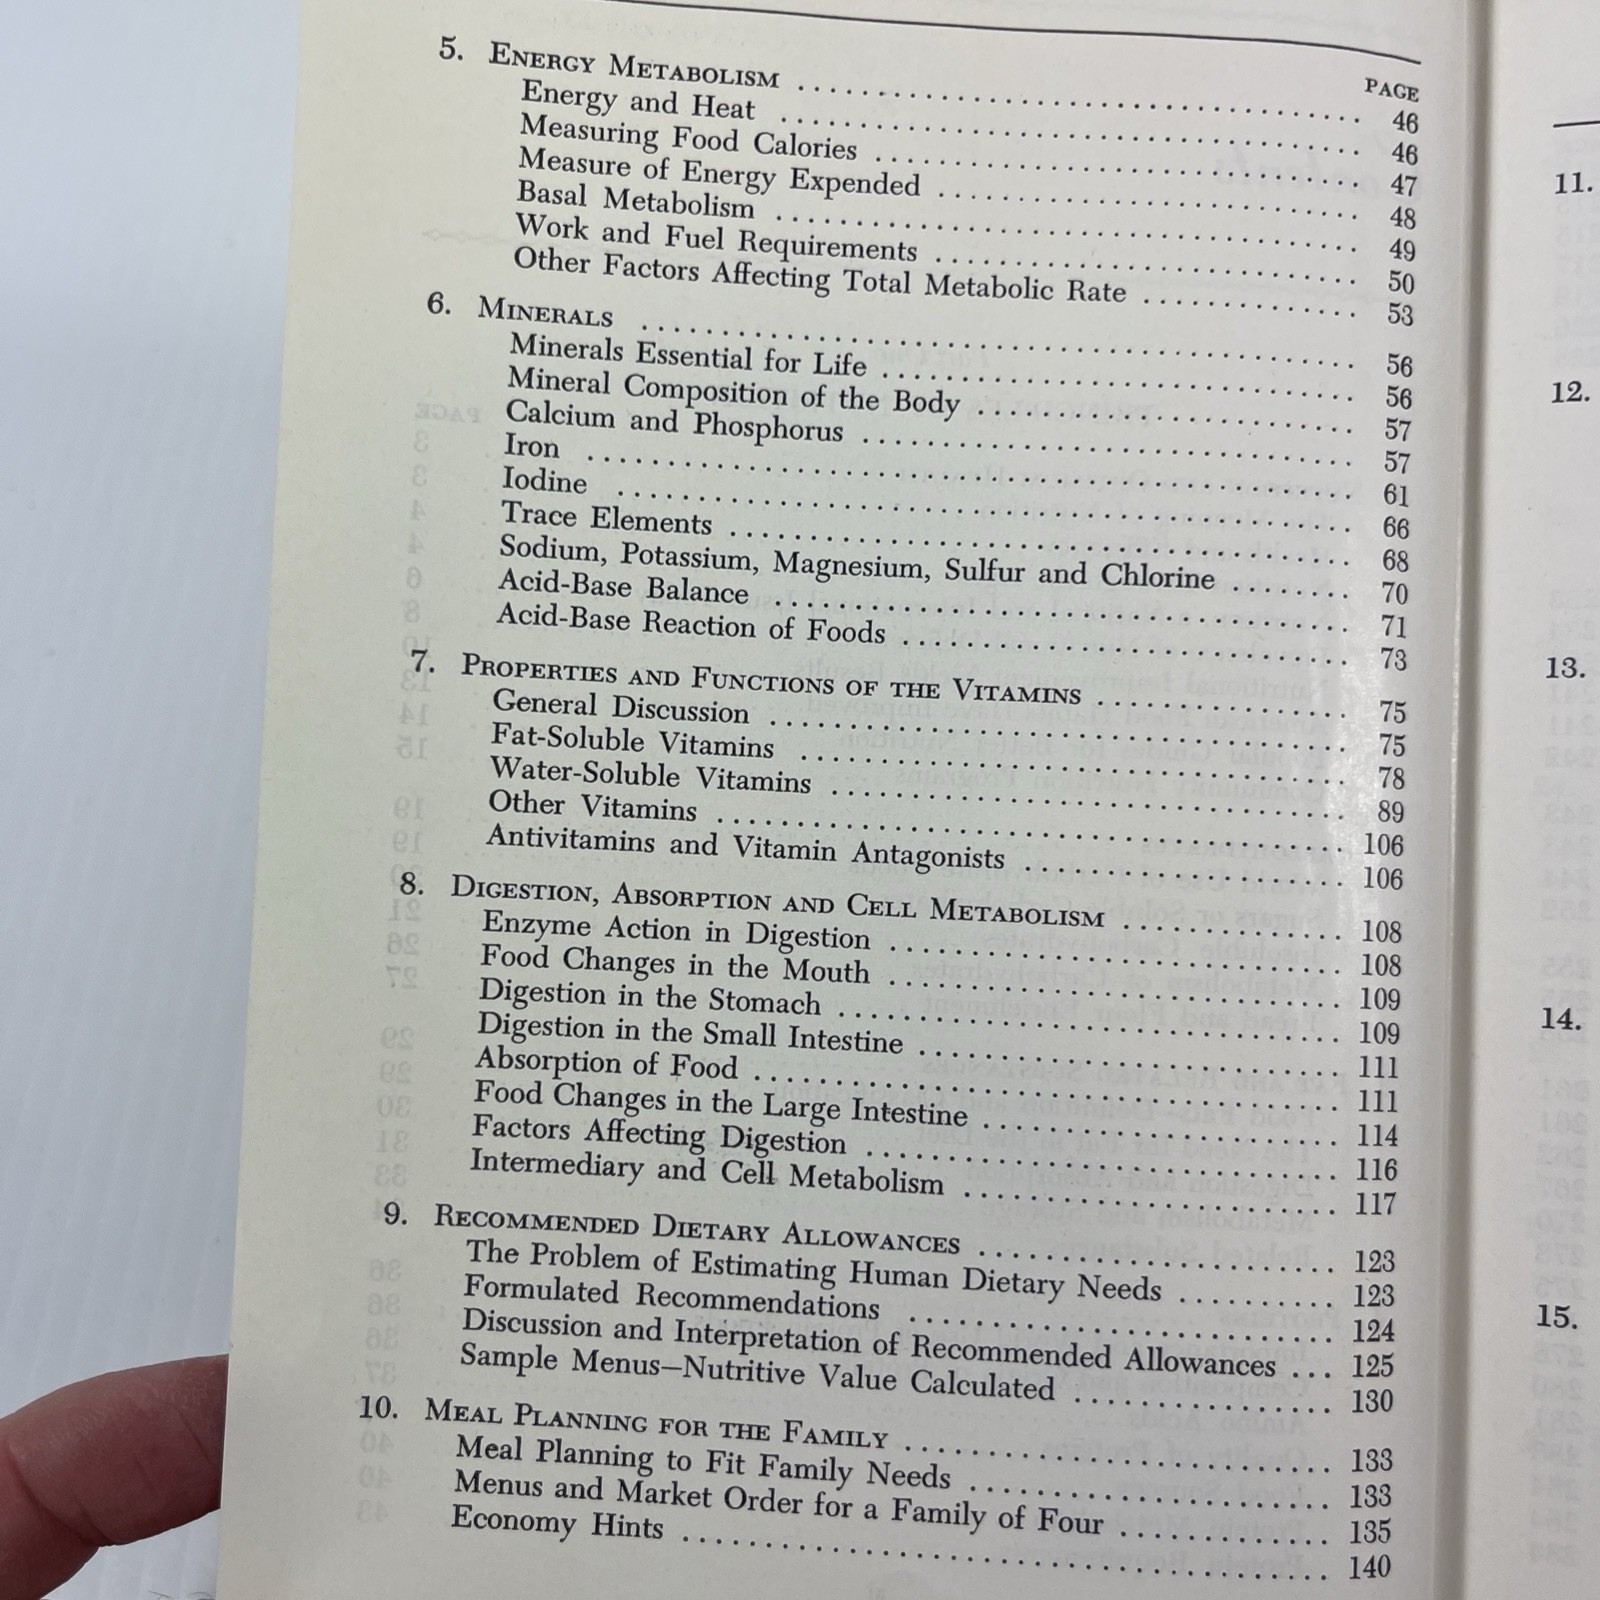 PAGE
5. ENERGY METABOLISM ........ 46
Energy and Heat ........ 46
Measuring Food Calories ........ 47
Measure of Energy Expended ........ 48
Basal Metabolism ........ 49
Work and Fuel Requirements ........ 50
Other Factors Affecting Total Metabolic Rate ........ 53
6. MINERALS ........ 56
Minerals Essential for Life ........ 56
Mineral Composition of the Body ........ 57
Calcium and Phosphorus ........ 57
Iron ........ 61
Iodine ........ 66
Trace Elements ........ 68
Sodium, Potassium, Magnesium, Sulfur and Chlorine ........ 70
Acid-Base Balance ........ 71
Acid-Base Reaction of Foods ........ 73
7. PROPERTIES AND FUNCTIONS OF THE VITAMINS ........ 75
General Discussion ........ 75
Fat-Soluble Vitamins ........ 78
Water-Soluble Vitamins ........ 89
Other Vitamins ........ 106
Antivitamins and Vitamin Antagonists ........ 106
8. DIGESTION, ABSORPTION AND CELL METABOLISM ........ 108
Enzyme Action in Digestion ........ 108
Food Changes in the Mouth ........ 109
Digestion in the Stomach ........ 109
Digestion in the Small Intestine ........ 111
Absorption of Food ........ 111
Food Changes in the Large Intestine ........ 114
Factors Affecting Digestion ........ 116
Intermediary and Cell Metabolism ........ 117
9. RECOMMENDED DIETARY ALLOWANCES ........ 123
The Problem of Estimating Human Dietary Needs ........ 123
Formulated Recommendations ........ 124
Discussion and Interpretation of Recommended Allowances ... 125
Sample Menus—Nutritive Value Calculated ........ 130
10. MEAL PLANNING FOR THE FAMILY ........ 133
Meal Planning to Fit Family Needs ........ 133
Menus and Market Order for a Family of Four ........ 135
Economy Hints ........ 140
11.
12.
13.
14.
15.